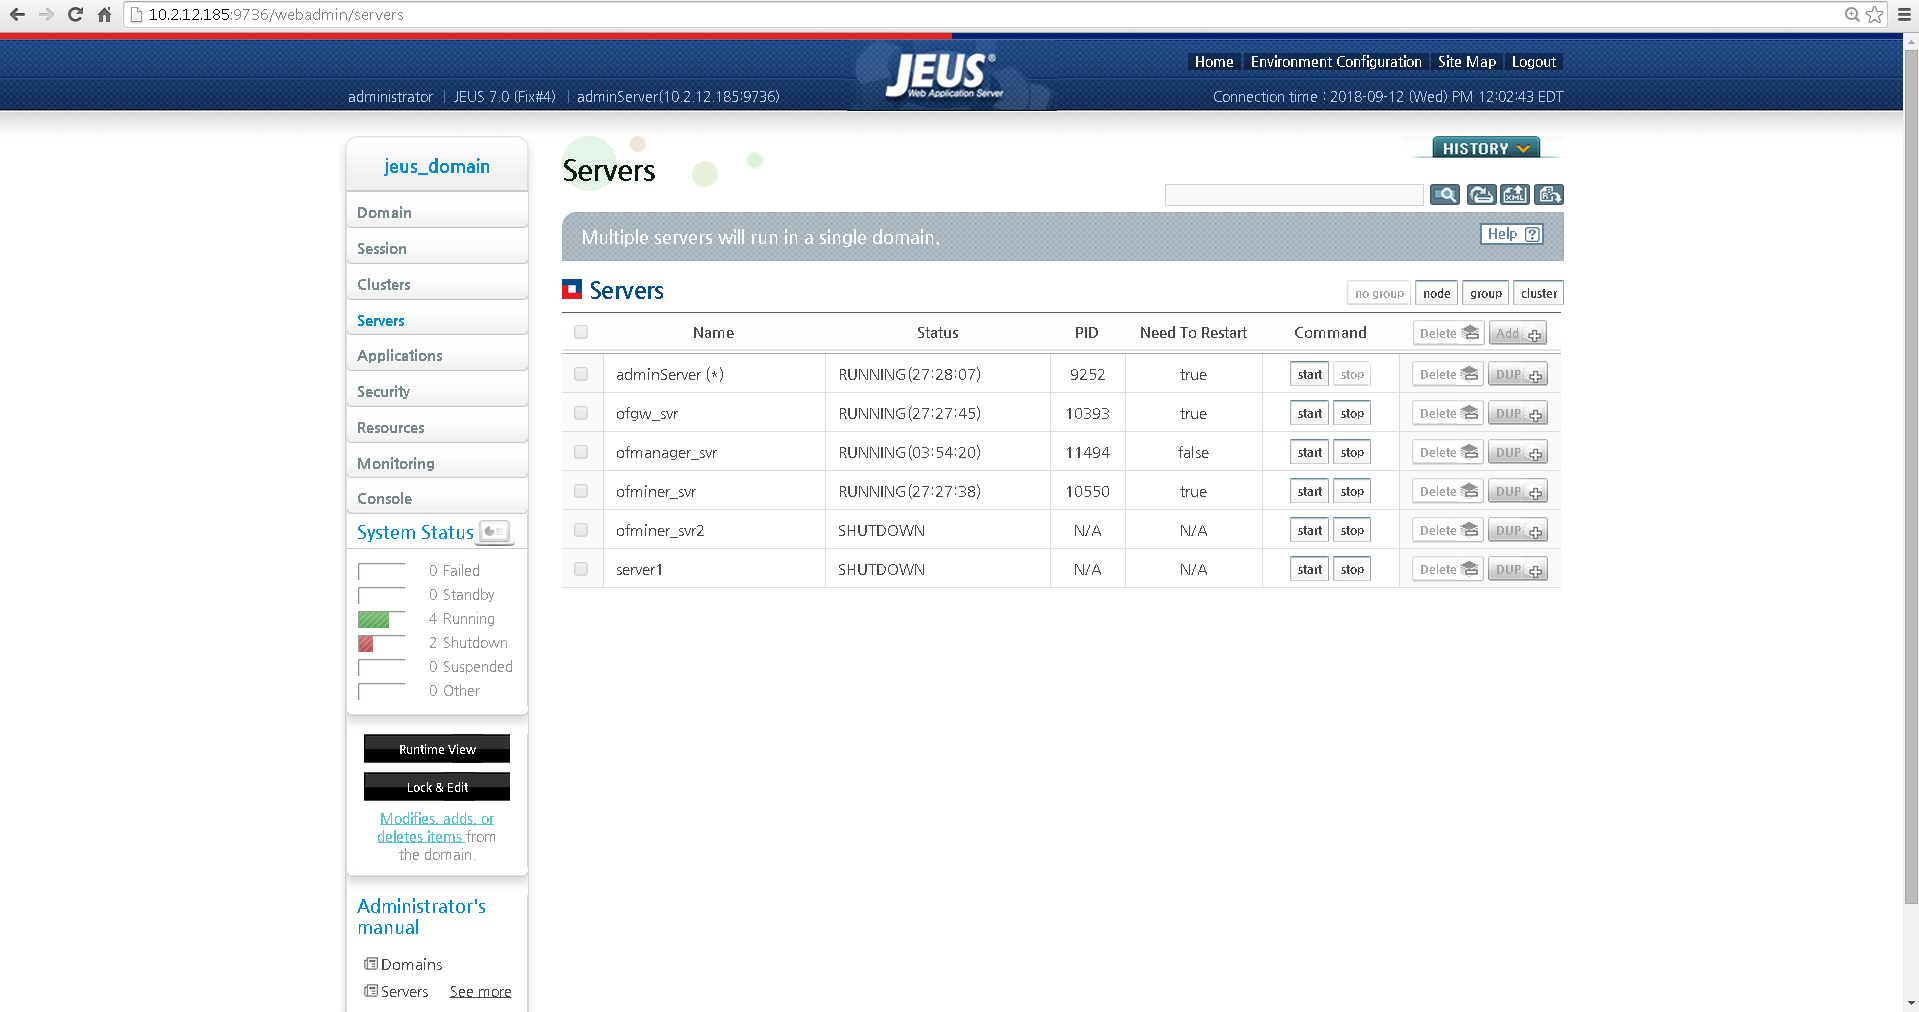 10.2.12.185:9736/webadmin/servers
JEUS®
Web Application Server
Home Environment Configuration Site Map Logout
administrator JEUS 7.0 (Fix#4) adminServer(10.2.12.185:9736)
Connection time : 2018-09-12 (Wed) PM 12:02:43 EDT
jeus_domain
Domain
Session
Clusters
Servers
Applications
Security
Resources
Monitoring
Console
System Status
0 Failed
0 Standby
4 Running
2 Shutdown
0 Suspended
0 Other
Runtime View
Lock & Edit
Modifies, adds, or
deletes items from
the domain.
Administrator's
manual
Domains
Servers See more
Servers
HISTORY
XML
Multiple servers will run in a single domain.
Help ?
Servers
no group node group cluster
Name Status PID Need To Restart Command Delete Add
adminServer (*) RUNNING(27:28:07) 9252 true start stop Delete DUP
ofgw_svr RUNNING(27:27:45) 10393 true start stop Delete DUP
ofmanager_svr RUNNING(03:54:20) 11494 false start stop Delete DUP
ofminer_svr RUNNING(27:27:38) 10550 true start stop Delete DUP
ofminer_svr2 SHUTDOWN N/A N/A start stop Delete DUP
server1 SHUTDOWN N/A N/A start stop Delete DUP